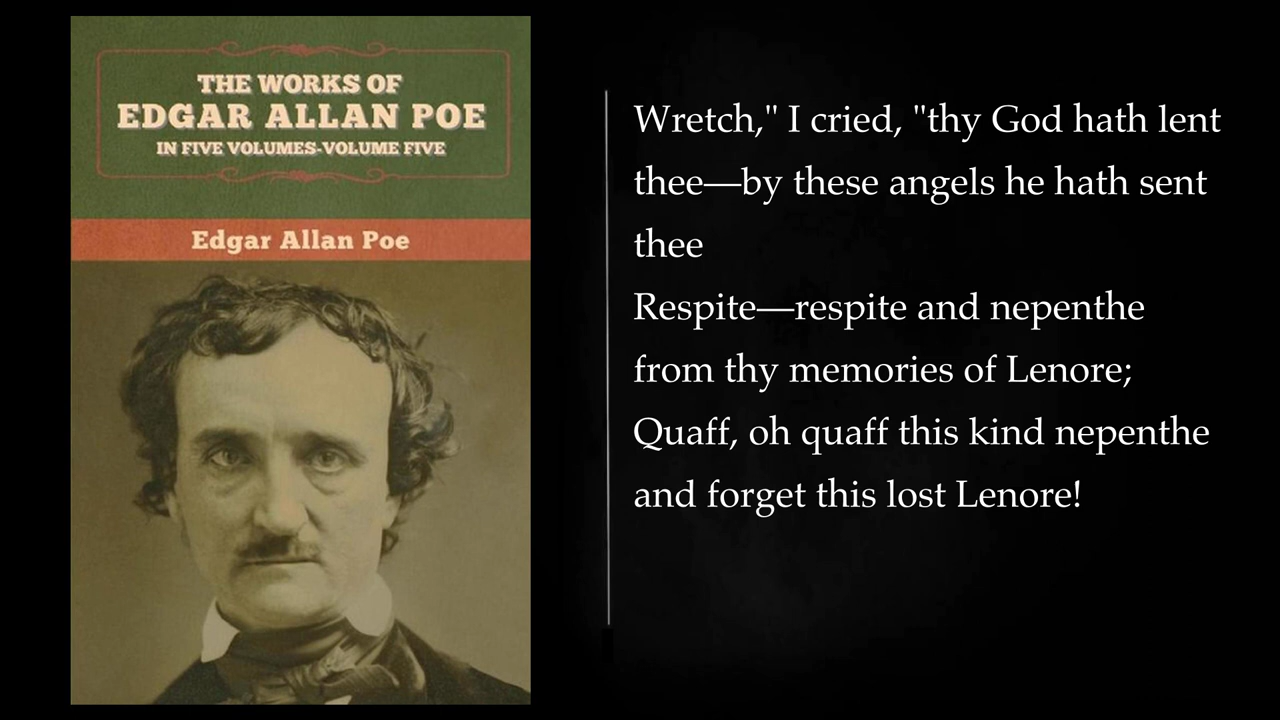 THE WORKS OF
EDGAR ALLAN POE
IN FIVE VOLUMES-VOLUME FIVE
Edgar Allan Poe
Wretch," I cried, "thy God hath lent
thee—by these angels he hath sent
thee
Respite—respite and nepenthe
from thy memories of Lenore;
Quaff, oh quaff this kind nepenthe
and forget this lost Lenore!